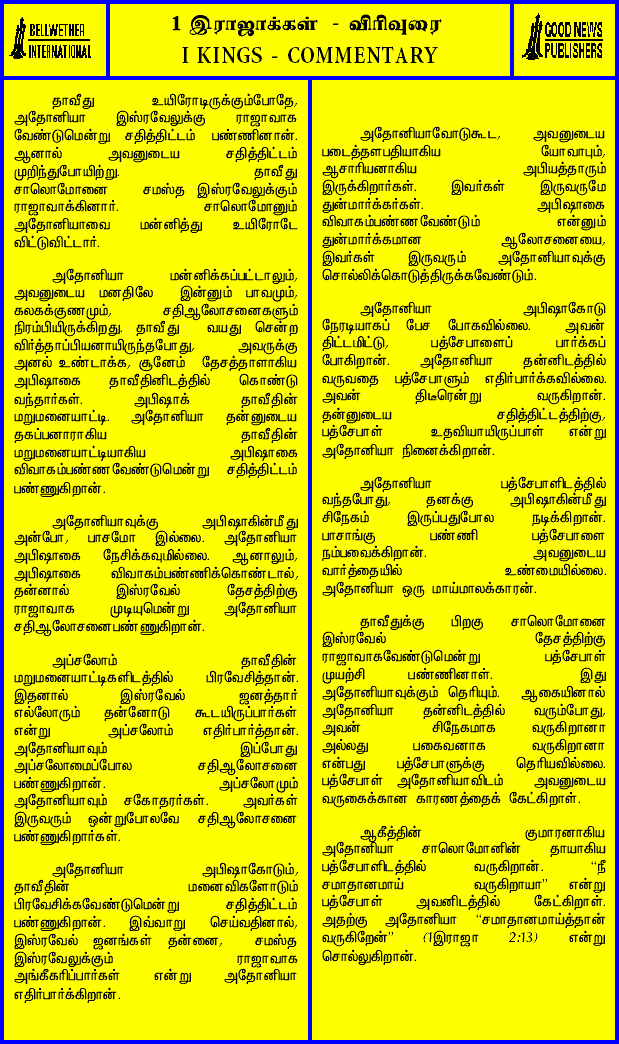 BELLWETHER
INTERNATIONAL
1 இராஜாக்கள் - விரிவுரை
I KINGS - COMMENTARY
GOOD NEWS
PUBLISHERS
தாவீது உயிரோடிருக்கும்போதே,
அதோனியா இஸ்ரவேலுக்கு ராஜாவாக
வேண்டுமென்று சதித்திட்டம் பண்ணினான்.
ஆனால் அவனுடைய சதித்திட்டம்
முறிந்துபோயிற்று. தாவீது
சாலொமோனை சமஸ்த இஸ்ரவேலுக்கும்
ராஜாவாக்கினார். சாலொமோனும்
அதோனியாவை மன்னித்து உயிரோடே
விட்டுவிட்டார்.
அதோனியா மன்னிக்கப்பட்டாலும்,
அவனுடைய மனதிலே இன்னும் பாவமும்,
கலகக்குணமும், சதிஆலோசனைகளும்
நிரம்பியிருக்கிறது. தாவீது வயது சென்ற
விர்த்தாப்பியனாயிருந்தபோது, அவருக்கு
அனல் உண்டாக்க, சூனேம் தேசத்தாளாகிய
அபிஷாகை தாவீதினிடத்தில் கொண்டு
வந்தார்கள். அபிஷாக் தாவீதின்
மறுமனையாட்டி. அதோனியா தன்னுடைய
தகப்பனாராகிய தாவீதின்
மறுமனையாட்டியாகிய அபிஷாகை
விவாகம்பண்ணவேண்டுமென்று சதித்திட்டம்
பண்ணுகிறான்.
அதோனியாவுக்கு அபிஷாகின்மீது
அன்போ, பாசமோ இல்லை. அதோனியா
அபிஷாகை நேசிக்கவுமில்லை. ஆனாலும்,
அபிஷாகை விவாகம்பண்ணிக்கொண்டால்,
தன்னால் இஸ்ரவேல் தேசத்திற்கு
ராஜாவாக முடியுமென்று அதோனியா
சதிஆலோசனைபண்ணுகிறான்.
அப்சலோம் தாவீதின்
மறுமனையாட்டிகளிடத்தில் பிரவேசித்தான்.
இதனால் இஸ்ரவேல் ஜனத்தார்
எல்லோரும் தன்னோடு கூடயிருப்பார்கள்
என்று அப்சலோம் எதிர்பார்த்தான்.
அதோனியாவும் இப்போது
அப்சலோமைப்போல சதிஆலோசனை
பண்ணுகிறான். அப்சலோமும்
அதோனியாவும் சகோதரர்கள். அவர்கள்
இருவரும் ஒன்றுபோலவே சதிஆலோசனை
பண்ணுகிறார்கள்.
அதோனியா அபிஷாகோடும்,
தாவீதின் மனைவிகளோடும்
பிரவேசிக்கவேண்டுமென்று சதித்திட்டம்
பண்ணுகிறான். இவ்வாறு செய்வதினால்,
இஸ்ரவேல் ஜனங்கள் தன்னை, சமஸ்த
இஸ்ரவேலுக்கும் ராஜாவாக
அங்கீகரிப்பார்கள் என்று அதோனியா
எதிர்பார்க்கிறான்.
அதோனியாவோடுகூட, அவனுடைய
படைத்தளபதியாகிய யோவாபும்,
ஆசாரியனாகிய அபியத்தாரும்
இருக்கிறார்கள். இவர்கள் இருவருமே
துன்மார்க்கர்கள். அபிஷாகை
விவாகம்பண்ணவேண்டும் என்னும்
துன்மார்க்கமான ஆலோசனையை,
இவர்கள் இருவரும் அதோனியாவுக்கு
சொல்லிக்கொடுத்திருக்கவேண்டும்.
அதோனியா அபிஷாகோடு
நேரடியாகப் பேச போகவில்லை. அவன்
திட்டமிட்டு, பத்சேபாளைப் பார்க்கப்
போகிறான். அதோனியா தன்னிடத்தில்
வருவதை பத்சேபாளும் எதிர்பார்க்கவில்லை.
அவன் திடீரென்று வருகிறான்.
தன்னுடைய சதித்திட்டத்திற்கு,
பத்சேபாள் உதவியாயிருப்பாள் என்று
அதோனியா நினைக்கிறான்.
அதோனியா பத்சேபாளிடத்தில்
வந்தபோது, தனக்கு அபிஷாகின்மீது
சிநேகம் இருப்பதுபோல நடிக்கிறான்.
பாசாங்கு பண்ணி பத்சேபாளை
நம்பவைக்கிறான். அவனுடைய
வார்த்தையில் உண்மையில்லை.
அதோனியா ஒரு மாய்மாலக்காரன்.
தாவீதுக்கு பிறகு சாலொமோனை
இஸ்ரவேல் தேசத்திற்கு
ராஜாவாகவேண்டுமென்று பத்சேபாள்
முயற்சி பண்ணினாள். இது
அதோனியாவுக்கும் தெரியும். ஆகையினால்
அதோனியா தன்னிடத்தில் வரும்போது,
அவன் சிநேகமாக வருகிறானா
அல்லது பகைவனாக வருகிறானா
என்பது பத்சேபாளுக்கு தெரியவில்லை.
பத்சேபாள் அதோனியாவிடம் அவனுடைய
வருகைக்கான காரணத்தைக் கேட்கிறாள்.
ஆகீத்தின் குமாரனாகிய
அதோனியா சாலொமோனின் தாயாகிய
பத்சேபாளிடத்தில் வருகிறான். “நீ
சமாதானமாய் வருகிறாயா” என்று
பத்சேபாள் அவனிடத்தில் கேட்கிறாள்.
அதற்கு அதோனியா “சமாதானமாய்த்தான்
வருகிறேன்” (1இராஜா 2:13) என்று
சொல்லுகிறான்.